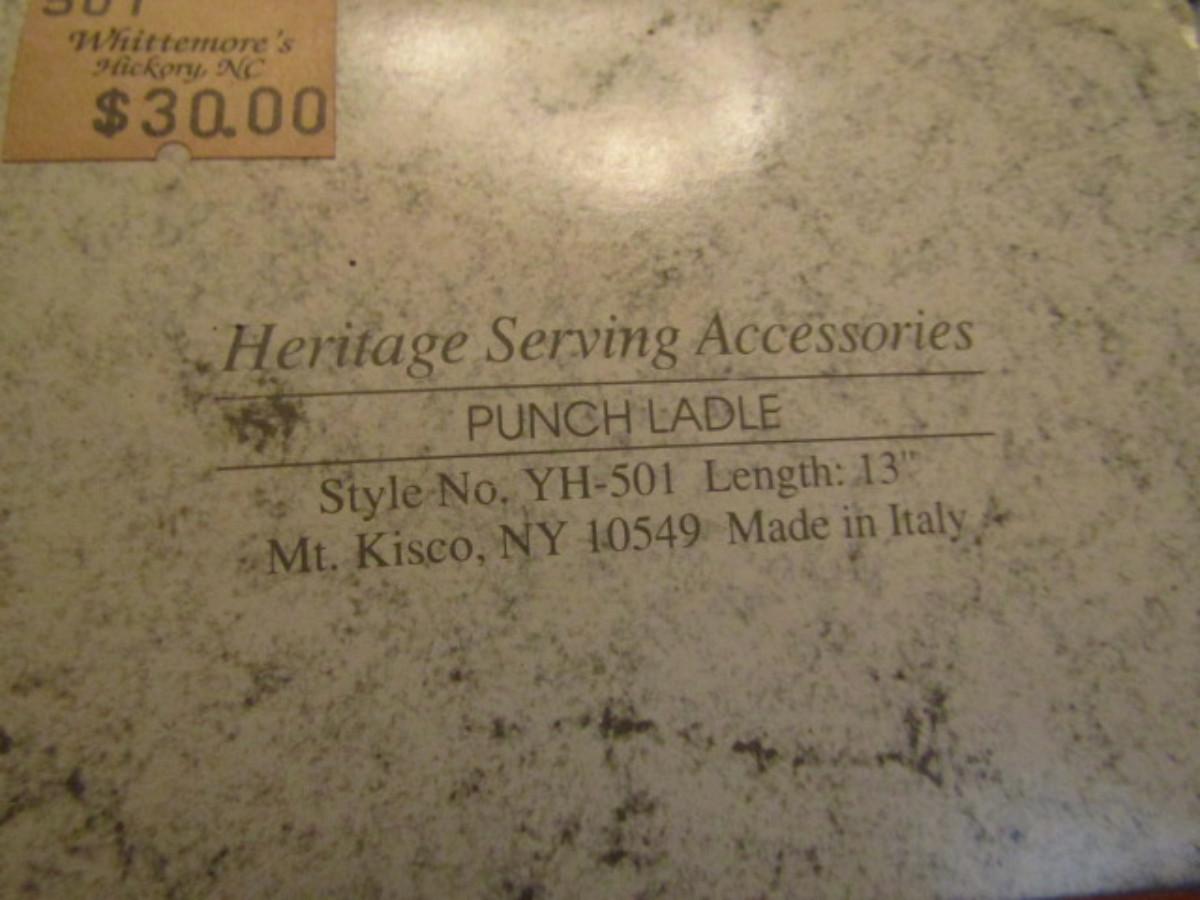 501
Whittemore's
Hickory, NC
$30.00
Heritage Serving Accessories
PUNCH LADLE
Style No. YH-501 Length: 13"
Mt. Kisco, NY 10549 Made in Italy